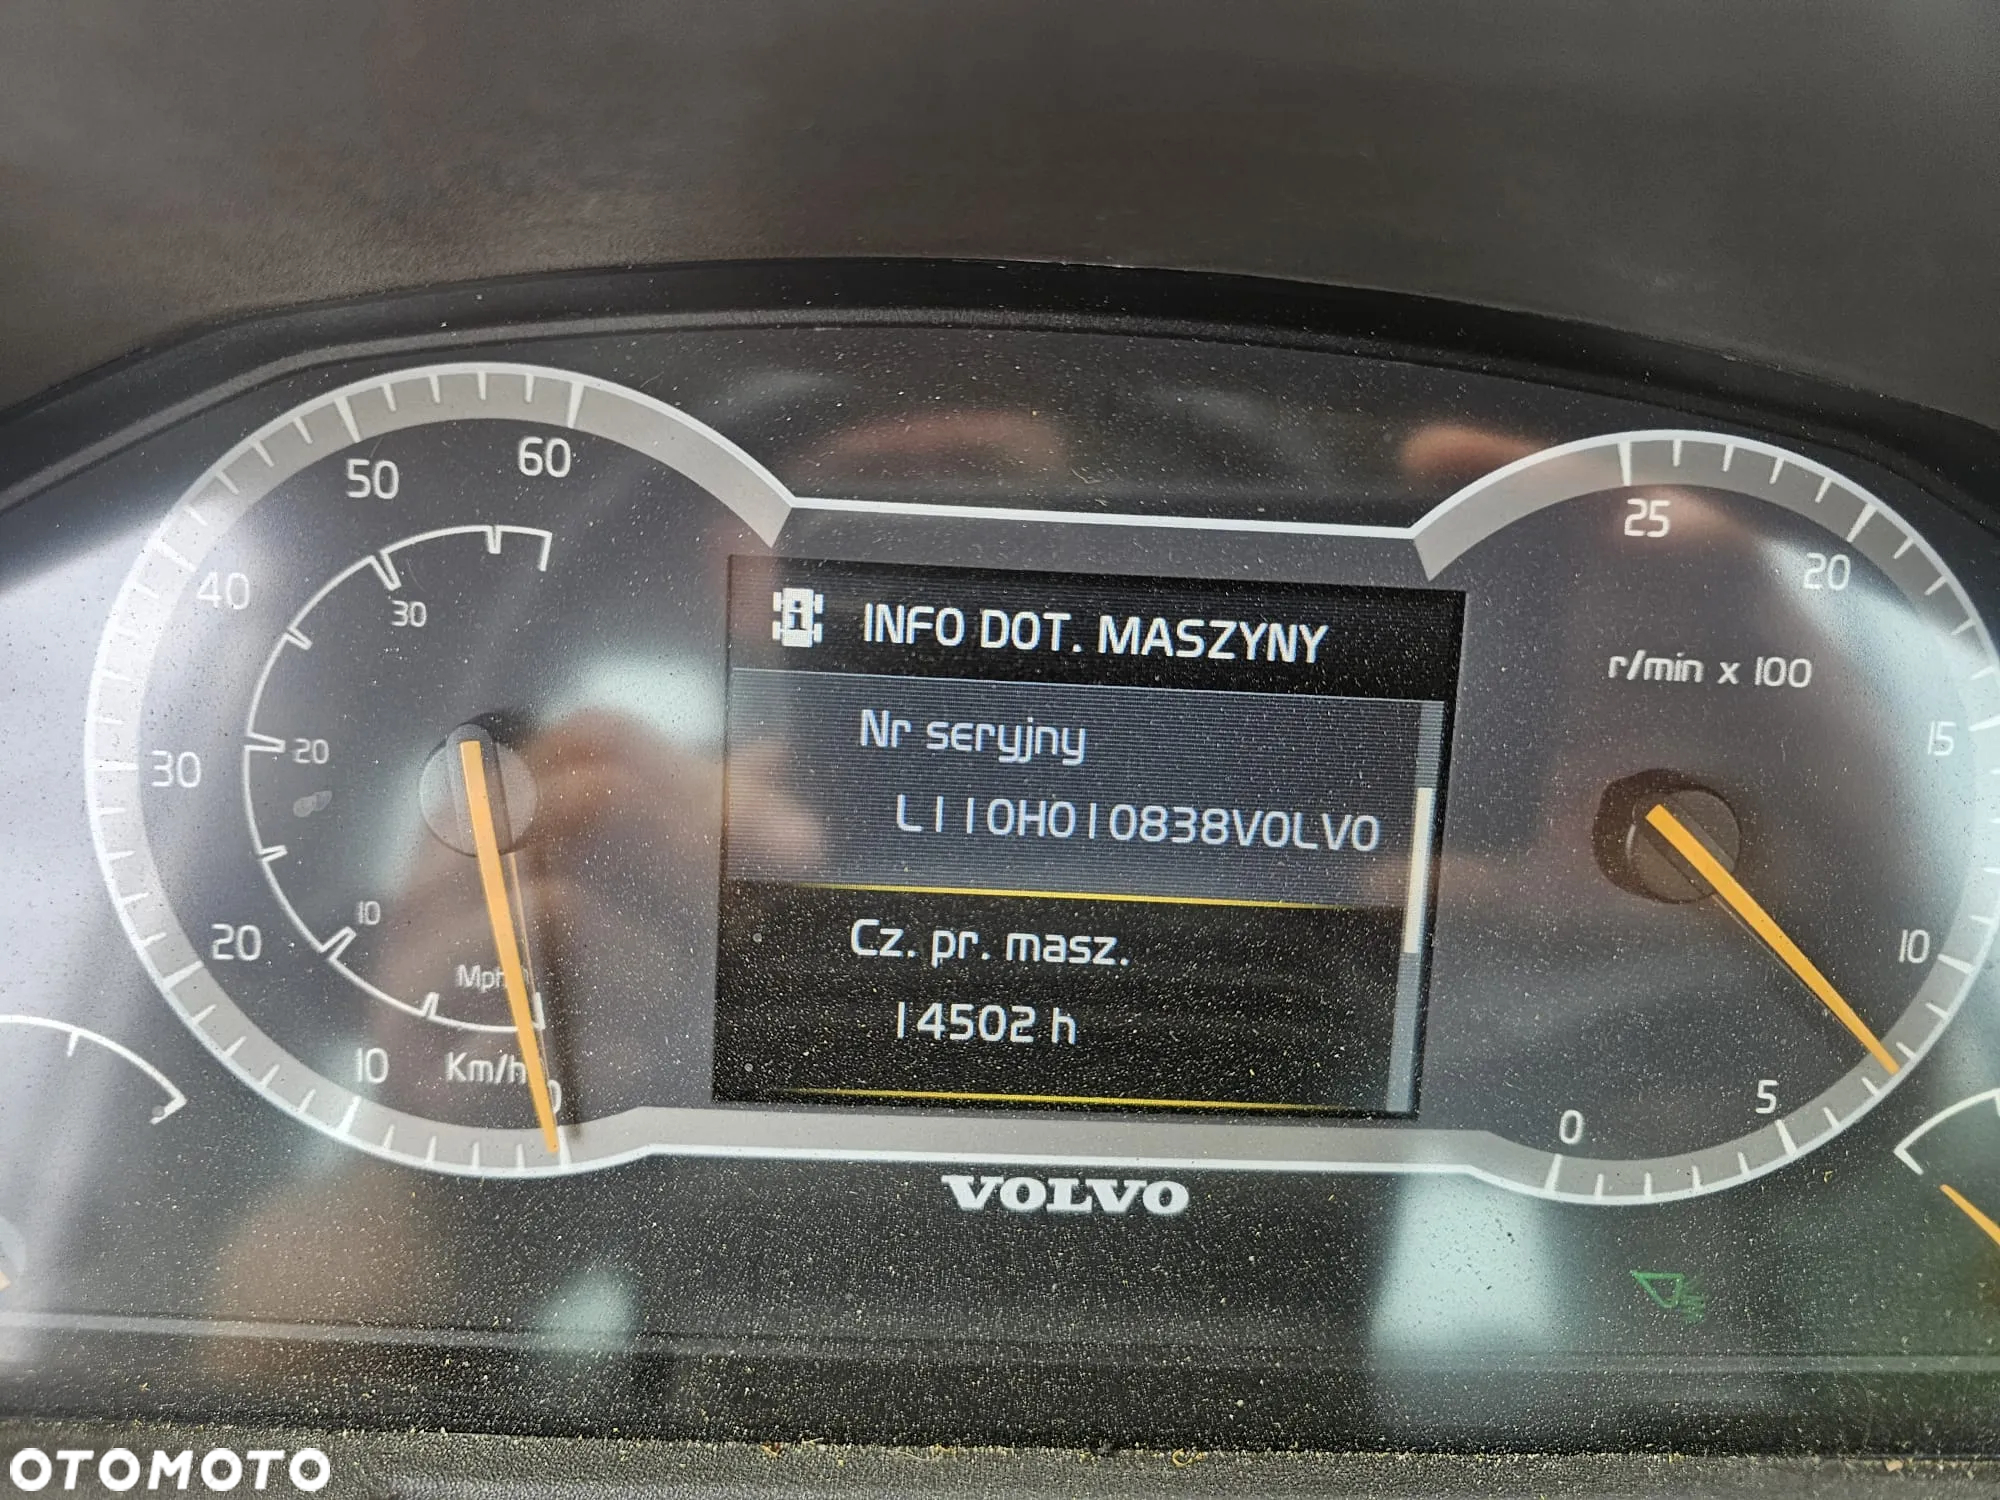 60
50
40
30
20
10
Km/h
0
30
20
10
Mph
INFO DOT. MASZYNY
Nr seryjny
L110H010838VOLVO
Cz. pr. masz.
14502 h
25
20
r/min x 100
15
10
5
0
VOLVO
OTOMOTO